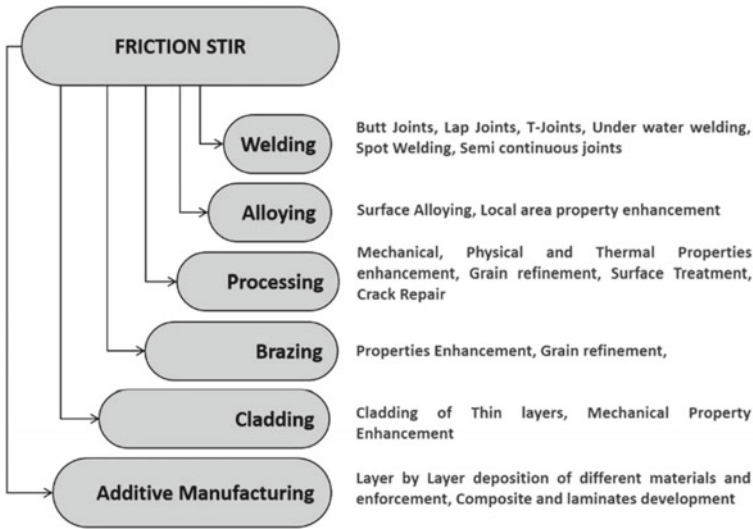 FRICTION STIR
Welding
Butt Joints, Lap Joints, T-Joints, Under water welding,
Spot Welding, Semi continuous joints
Alloying
Surface Alloying, Local area property enhancement
Processing
Mechanical, Physical and Thermal Properties
enhancement, Grain refinement, Surface Treatment,
Crack Repair
Brazing
Properties Enhancement, Grain refinement,
Cladding
Cladding of Thin layers, Mechanical Property
Enhancement
Additive Manufacturing
Layer by Layer deposition of different materials and
enforcement, Composite and laminates development